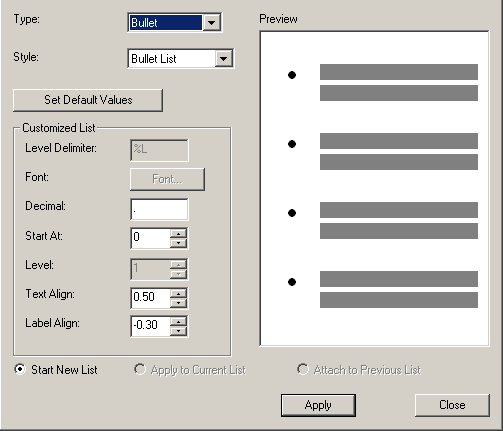 Type: Bullet
Preview
Style: Bullet List
Set Default Values
Customized List
Level Delimiter: %L
Font: Font...
Decimal: .
Start At: 0
Level: 1
Text Align: 0.50
Label Align: -0.30
Start New List Apply to Current List Attach to Previous List
Apply Close